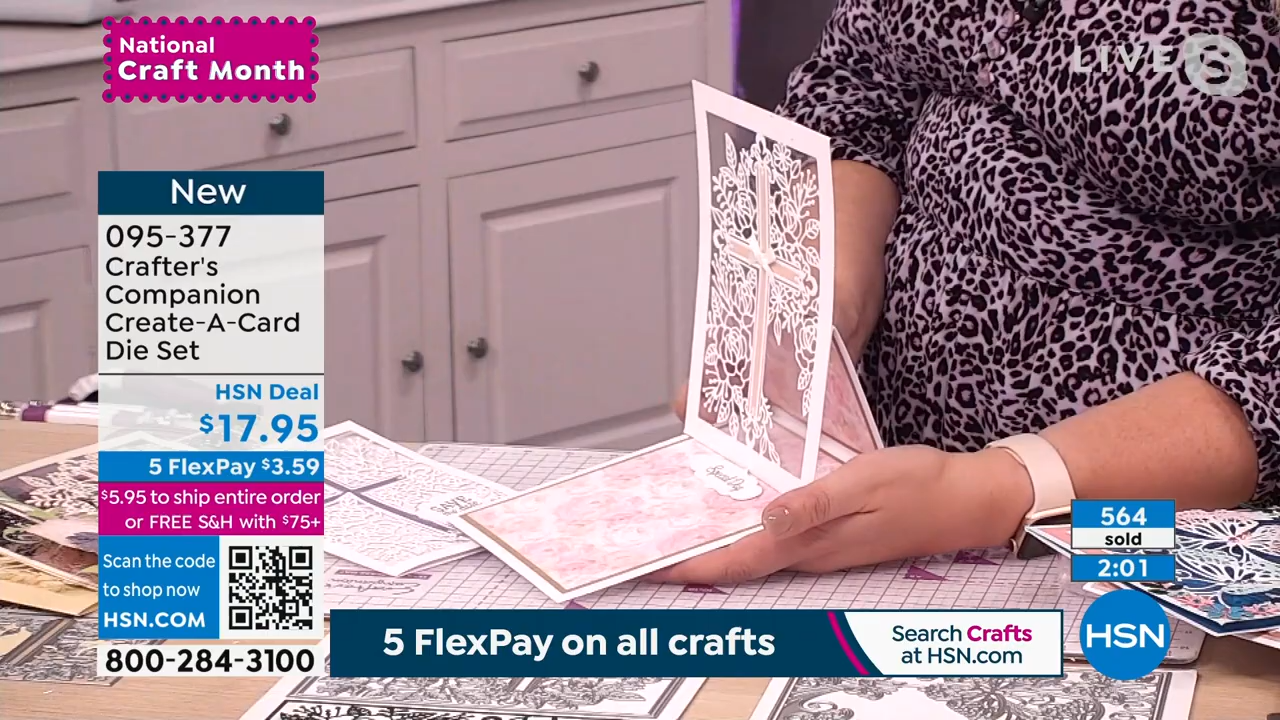 National
Craft Month
LIVE S
New
095-377
Crafter's
Companion
Create-A-Card
Die Set
HSN Deal
$17.95
5 FlexPay $3.59
$5.95 to ship entire order
or FREE S&H with $75+
Scan the code
to shop now
HSN.COM
800-284-3100
564
sold
2:01
5 FlexPay on all crafts
Search Crafts
at HSN.com
HSN